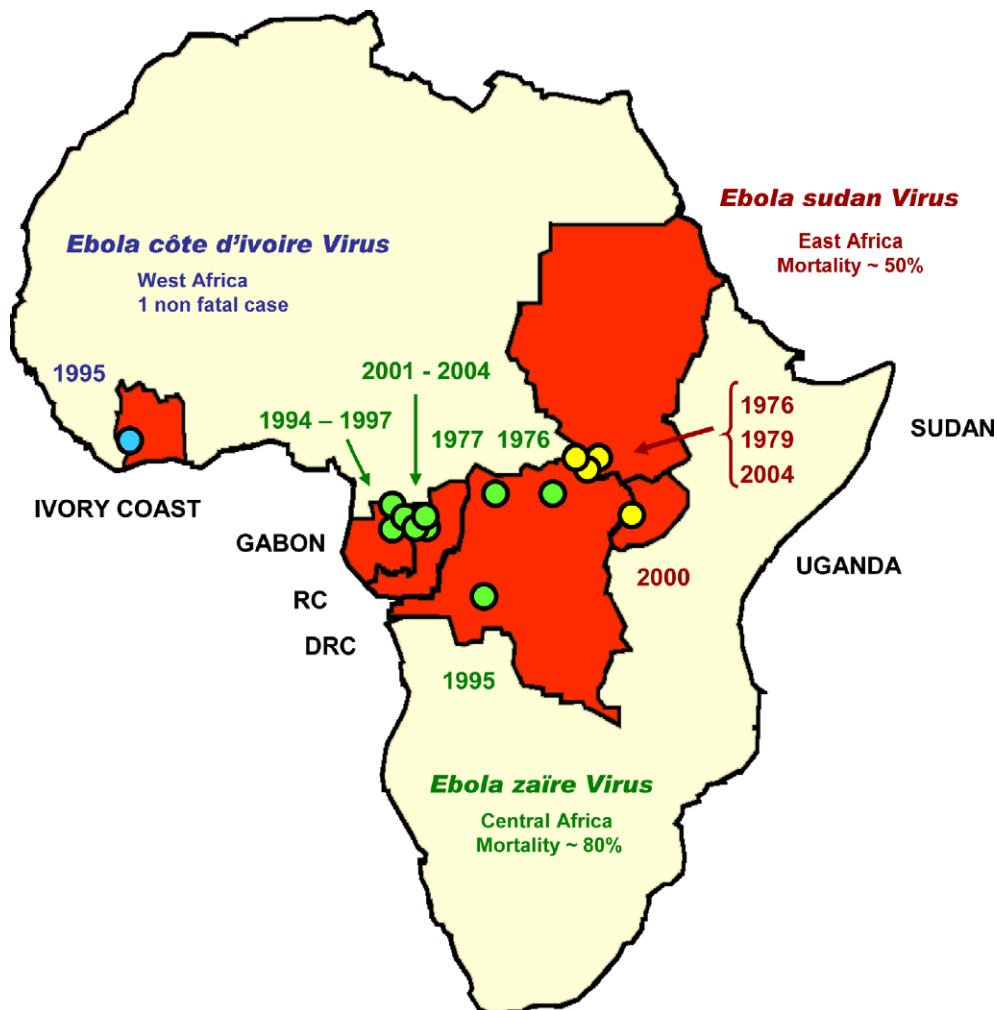 Ebola sudan Virus
East Africa
Mortality ~ 50%
Ebola côte d'ivoire Virus
West Africa
1 non fatal case
1995
2001 - 2004
1994 – 1997
1977 1976
1976
1979
2004
SUDAN
IVORY COAST
GABON
UGANDA
2000
RC
DRC
1995
Ebola zaïre Virus
Central Africa
Mortality ~ 80%